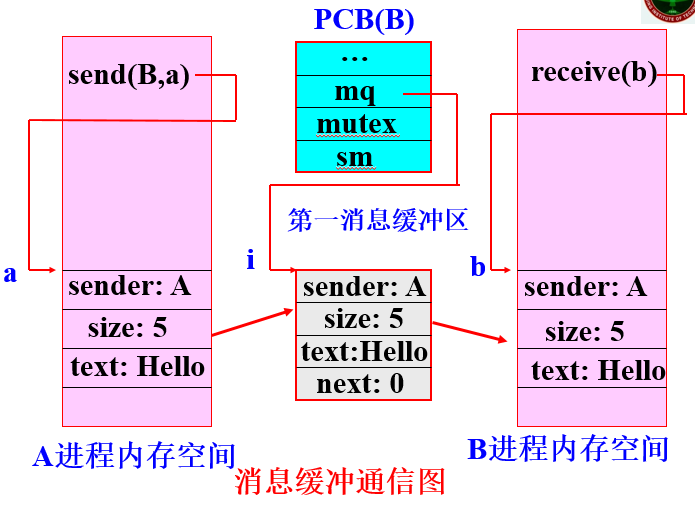 PCB(B)
send(B,a)
...
mq
mutex
sm
receive(b)
第一消息缓冲区
a
i
b
sender: A
size: 5
text: Hello
sender: A
size: 5
text:Hello
next: 0
sender: A
size: 5
text: Hello
A进程内存空间
B进程内存空间
消息缓冲通信图